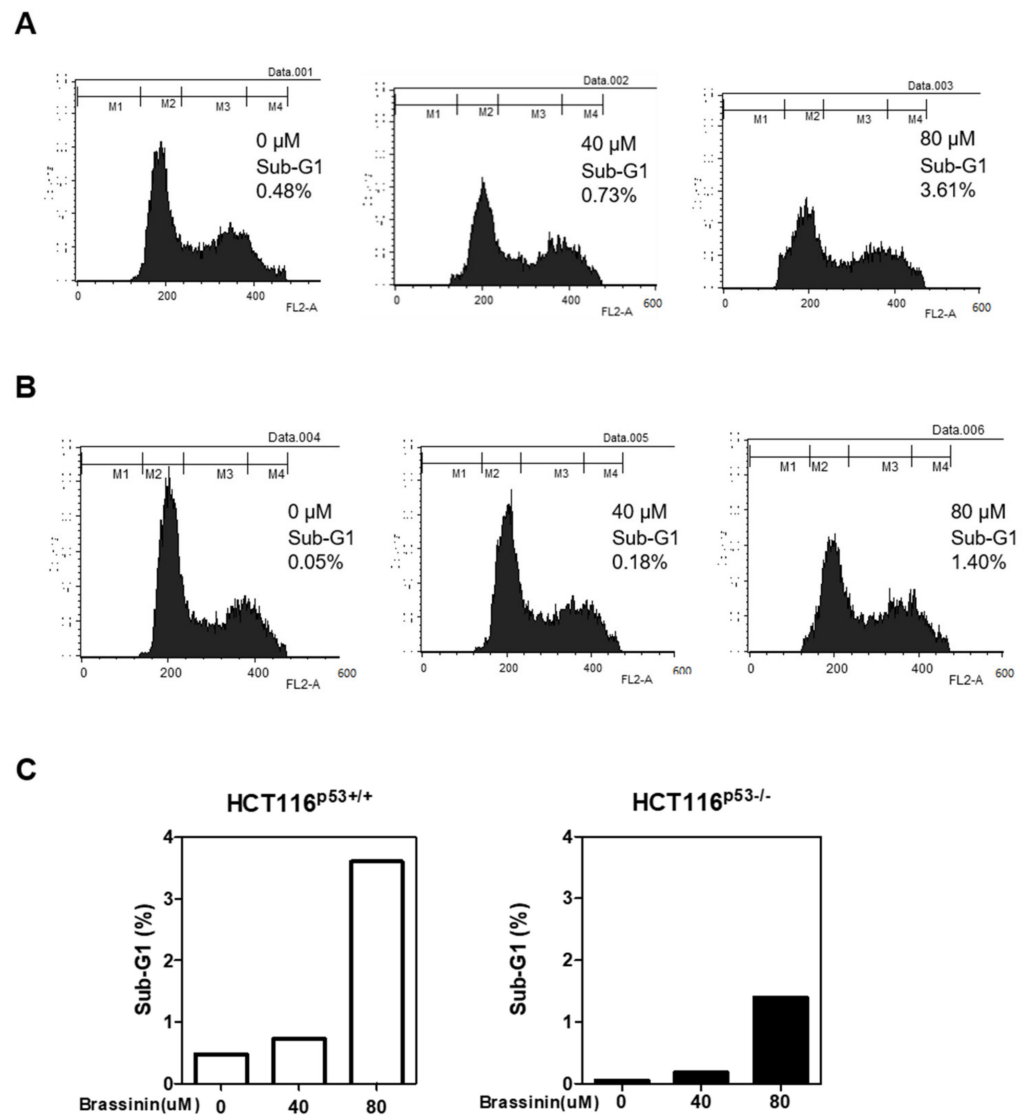 A
Data.001
M1 M2 M3 M4
0 µM
Sub-G1
0.48%
0 200 400
FL2-A
Data.002
M1 M2 M3 M4
40 µM
Sub-G1
0.73%
0 200 400 600
FL2-A
Data.003
M1 M2 M3 M4
80 µM
Sub-G1
3.61%
0 200 400 600
FL2-A
B
Data.004
M1 M2 M3 M4
0 µM
Sub-G1
0.05%
0 200 400 600
FL2-A
Data.005
M1 M2 M3 M4
40 µM
Sub-G1
0.18%
0 200 400 600
FL2-A
Data.006
M1 M2 M3 M4
80 µM
Sub-G1
1.40%
0 200 400 600
FL2-A
C
HCT116p53+/+
Sub-G1 (%)
4
3
2
1
0
Brassinin(uM) 0 40 80
HCT116p53-/-
Sub-G1 (%)
4
3
2
1
0
Brassinin(uM) 0 40 80